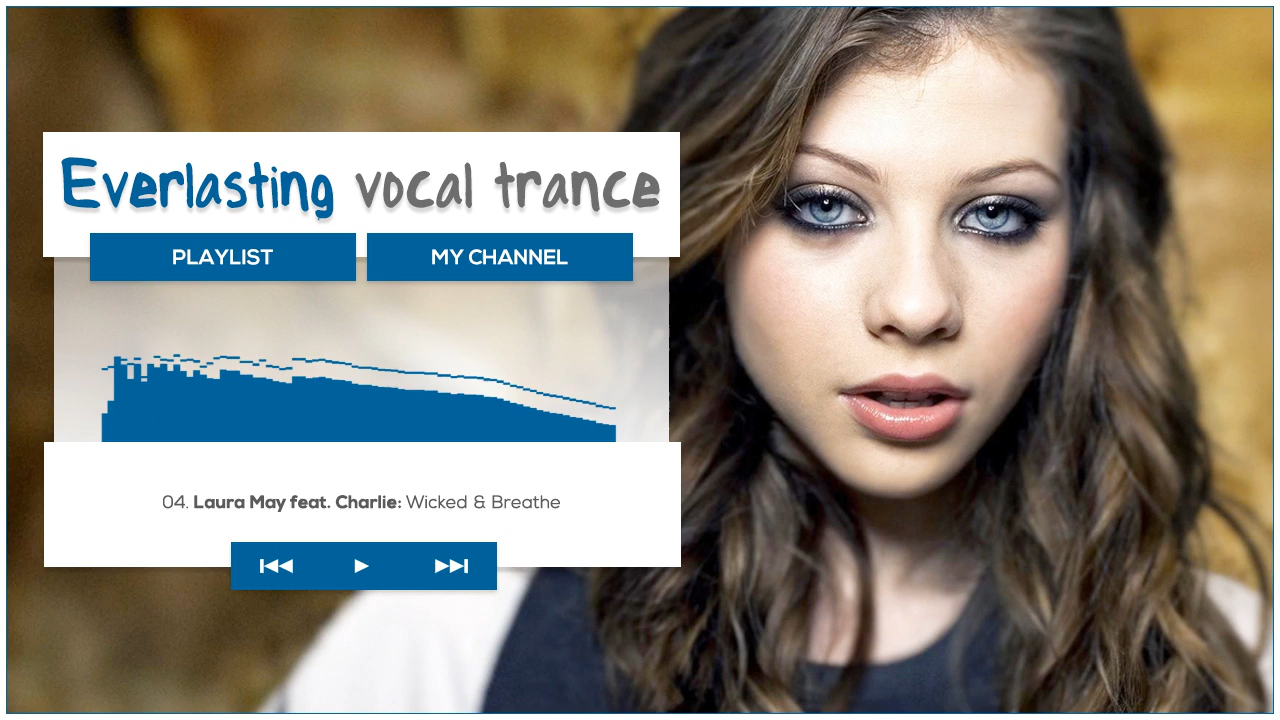 Everlasting vocal trance
PLAYLIST MY CHANNEL
04. Laura May feat. Charlie: Wicked & Breathe